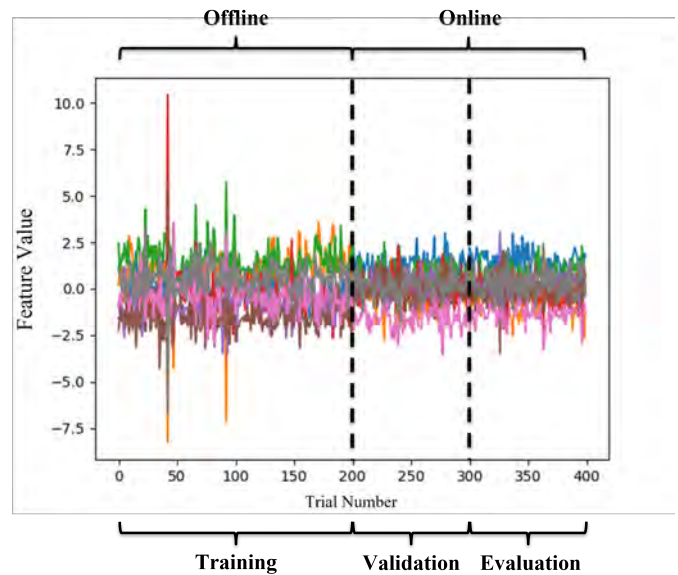 Offline Online
10.0
7.5
5.0
2.5
0.0
−2.5
−5.0
−7.5
Feature Value
0 50 100 150 200 250 300 350 400
Trial Number
Training Validation Evaluation